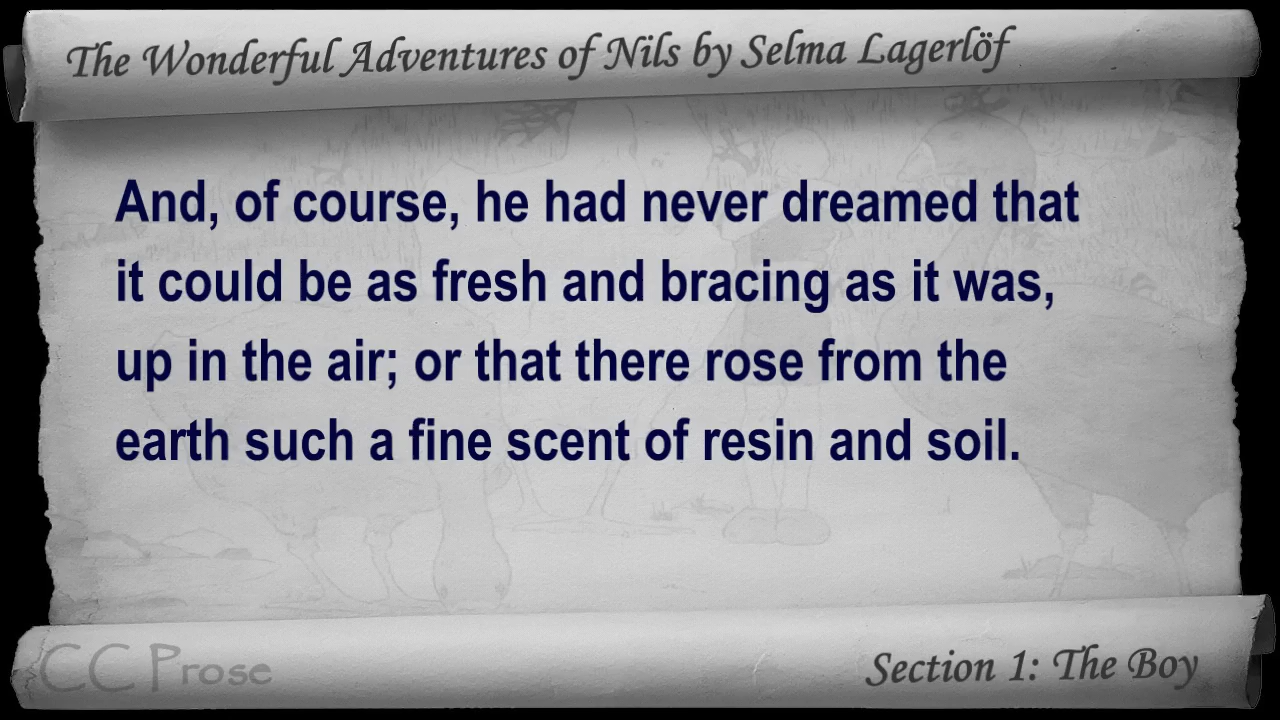 The Wonderful Adventures of Nils by Selma Lagerlöf
And, of course, he had never dreamed that
it could be as fresh and bracing as it was,
up in the air; or that there rose from the
earth such a fine scent of resin and soil.
CC Prose
Section 1: The Boy